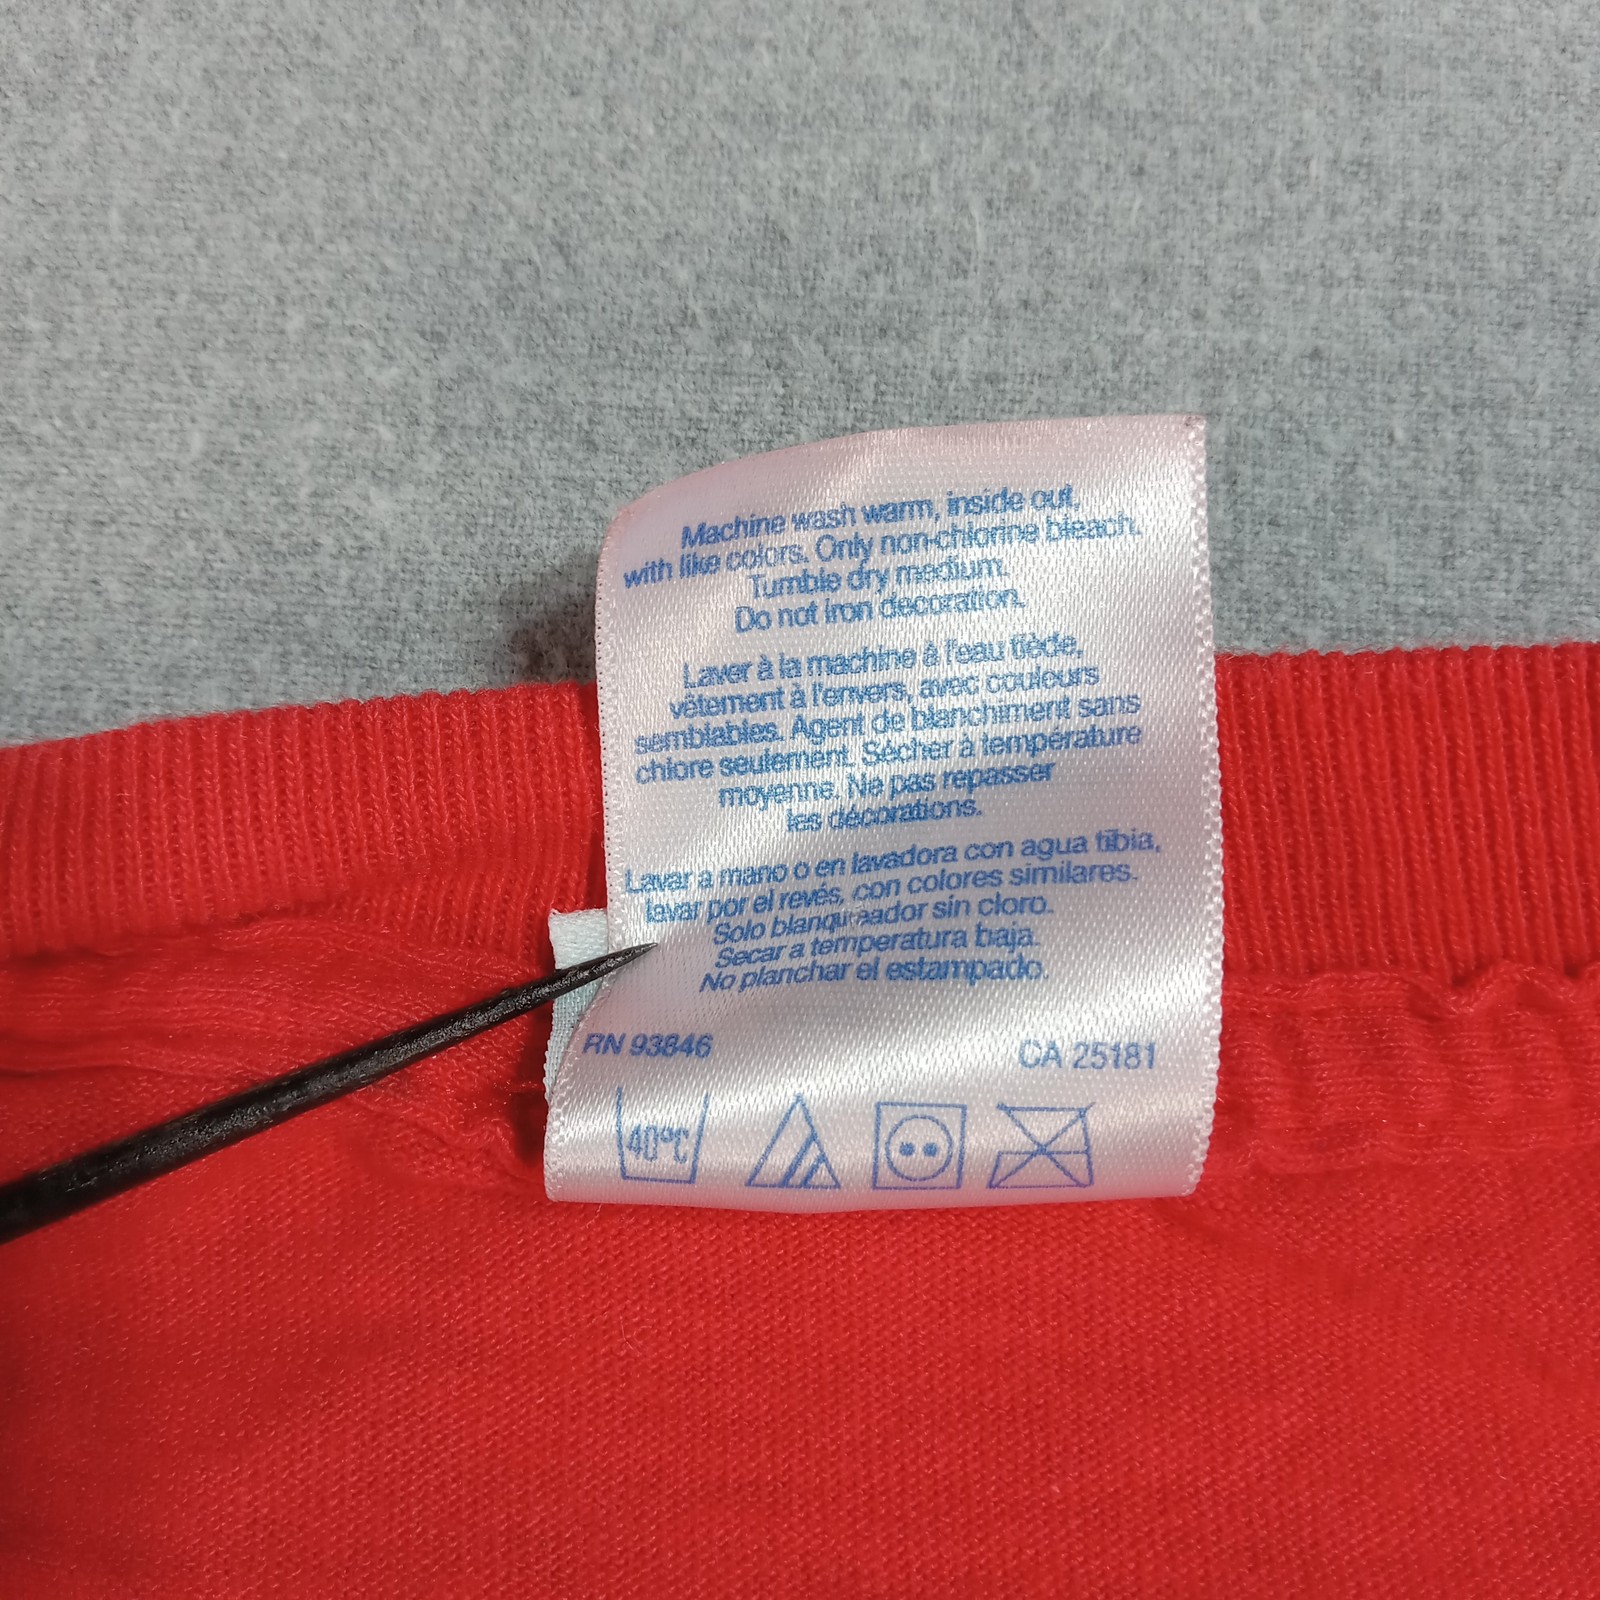 Machine wash warm, inside out,
with like colors. Only non-chlorine bleach.
Tumble dry medium.
Do not iron decoration.
Laver à la machine à l'eau tiède,
vêtement à l'envers, avec couleurs
semblables. Agent de blanchiment sans
chlore seulement. Sécher à température
moyenne. Ne pas repasser
les décorations.
Lavar a mano o en lavadora con agua tibia,
lavar por el revés, con colores similares.
Solo blanqueador sin cloro.
Secar a temperatura baja.
No planchar el estampado.
RN 93846 CA 25181
40°C